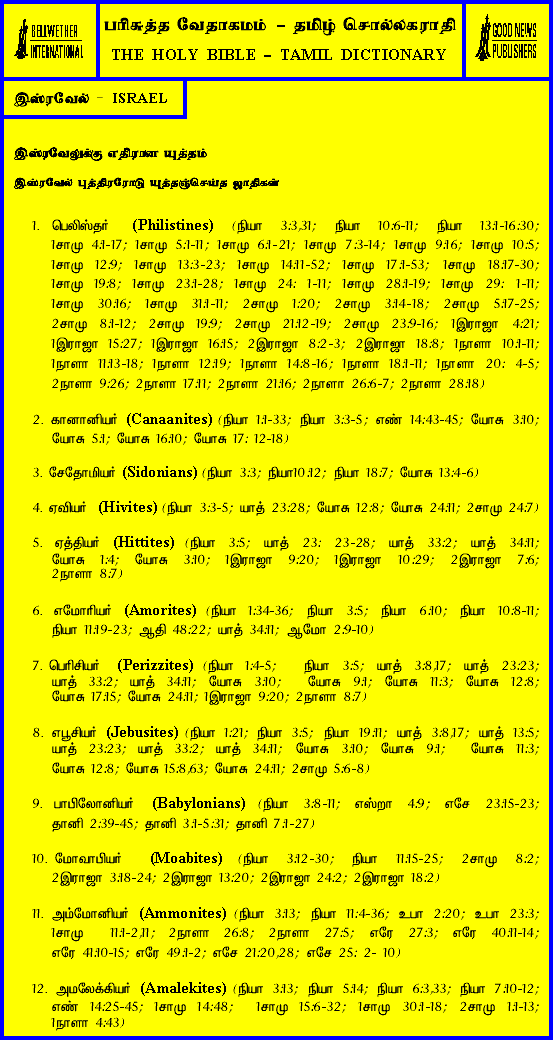 BELLWETHER
INTERNATIONAL
பரிசுத்த வேதாகமம் – தமிழ் சொல்லகராதி
THE HOLY BIBLE – TAMIL DICTIONARY
GOOD NEWS
PUBLISHERS
இஸ்ரவேல் - ISRAEL
இஸ்ரவேலுக்கு எதிரான யுத்தம்
இஸ்ரவேல் புத்திரரோடு யுத்தஞ்செய்த ஜாதிகள்
1. பெலிஸ்தர் (Philistines) (நியா 3:3,31; நியா 10:6-11; நியா 13:1-16:30;
1சாமு 4:1-17; 1சாமு 5:1-11; 1சாமு 6:1-21; 1சாமு 7:3-14; 1சாமு 9:16; 1சாமு 10:5;
1சாமு 12:9; 1சாமு 13:3-23; 1சாமு 14:11-52; 1சாமு 17:1-53; 1சாமு 18:17-30;
1சாமு 19:8; 1சாமு 23:1-28; 1சாமு 24: 1-11; 1சாமு 28:1-19; 1சாமு 29: 1-11;
1சாமு 30:16; 1சாமு 31:1-11; 2சாமு 1:20; 2சாமு 3:14-18; 2சாமு 5:17-25;
2சாமு 8:1-12; 2சாமு 19:9; 2சாமு 21:12-19; 2சாமு 23:9-16; 1இராஜா 4:21;
1இராஜா 15:27; 1இராஜா 16:15; 2இராஜா 8:2-3; 2இராஜா 18:8; 1நாளா 10:1-11;
1நாளா 11:13-18; 1நாளா 12:19; 1நாளா 14:8-16; 1நாளா 18:1-11; 1நாளா 20: 4-5;
2நாளா 9:26; 2நாளா 17:11; 2நாளா 21:16; 2நாளா 26:6-7; 2நாளா 28:18)
2. கானானியர் (Canaanites) (நியா 1:1-33; நியா 3:3-5; எண் 14:43-45; யோசு 3:10;
யோசு 5:1; யோசு 16:10; யோசு 17: 12-18)
3. சேதோமியர் (Sidonians) (நியா 3:3; நியா10:12; நியா 18:7; யோசு 13:4-6)
4. ஏவியர் (Hivites) (நியா 3:3-5; யாத் 23:28; யோசு 12:8; யோசு 24:11; 2சாமு 24:7)
5. ஏத்தியர் (Hittites) (நியா 3:5; யாத் 23: 23-28; யாத் 33:2; யாத் 34:11;
யோசு 1:4; யோசு 3:10; 1இராஜா 9:20; 1இராஜா 10:29; 2இராஜா 7:6;
2நாளா 8:7)
6. எமோரியர் (Amorites) (நியா 1:34-36; நியா 3:5; நியா 6:10; நியா 10:8-11;
நியா 11:19-23; ஆதி 48:22; யாத் 34:11; ஆமோ 2:9-10)
7. பெரிசியர் (Perizzites) (நியா 1:4-5; நியா 3:5; யாத் 3:8,17; யாத் 23:23;
யாத் 33:2; யாத் 34:11; யோசு 3:10; யோசு 9:1; யோசு 11:3; யோசு 12:8;
யோசு 17:15; யோசு 24:11; 1இராஜா 9:20; 2நாளா 8:7)
8. எபூசியர் (Jebusites) (நியா 1:21; நியா 3:5; நியா 19:11; யாத் 3:8,17; யாத் 13:5;
யாத் 23:23; யாத் 33:2; யாத் 34:11; யோசு 3:10; யோசு 9:1; யோசு 11:3;
யோசு 12:8; யோசு 15:8,63; யோசு 24:11; 2சாமு 5:6-8)
9. பாபிலோனியர் (Babylonians) (நியா 3:8-11; எஸ்றா 4:9; எசே 23:15-23;
தானி 2:39-45; தானி 3:1-5:31; தானி 7:1-27)
10. மோவாபியர் (Moabites) (நியா 3:12-30; நியா 11:15-25; 2சாமு 8:2;
2இராஜா 3:18-24; 2இராஜா 13:20; 2இராஜா 24:2; 2இராஜா 18:2)
11. அம்மோனியர் (Ammonites) (நியா 3:13; நியா 11:4-36; உபா 2:20; உபா 23:3;
1சாமு 11:1-2,11; 2நாளா 26:8; 2நாளா 27:5; எரே 27:3; எரே 40:11-14;
எரே 41:10-15; எரே 49:1-2; எசே 21:20,28; எசே 25: 2- 10)
12. அமலேக்கியர் (Amalekites) (நியா 3:13; நியா 5:14; நியா 6:3,33; நியா 7:10-12;
எண் 14:25-45; 1சாமு 14:48; 1சாமு 15:6-32; 1சாமு 30:1-18; 2சாமு 1:1-13;
1நாளா 4:43)